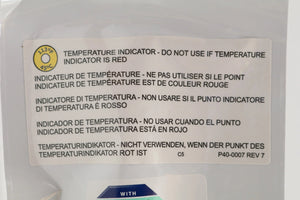 TEMPERATURE INDICATOR - DO NOT USE IF TEMPERATURE
INDICATOR IS RED
INDICATEUR DE TEMPÉRATURE - NE PAS UTILISER SI LE POINT
INDICATEUR DE TEMPÉRATURE EST DE COULEUR ROUGE
INDICATORE DI TEMPERATURA - NON USARE SI IL PUNTO INDICATORE
DI TEMPERATURA È ROSSO
INDICADOR DE TEMPERATURA - NO USAR CUANDO EL PUNTO
INDICADOR DE TEMPERATURA ESTÁ EN ROJO
TEMPERATURINDIKATOR - NICHT VERWENDEN, WENN DER PUNKT DES
TEMPERATURINDIKATOR ROT IST C5 P40-0007 REV 7
WITH